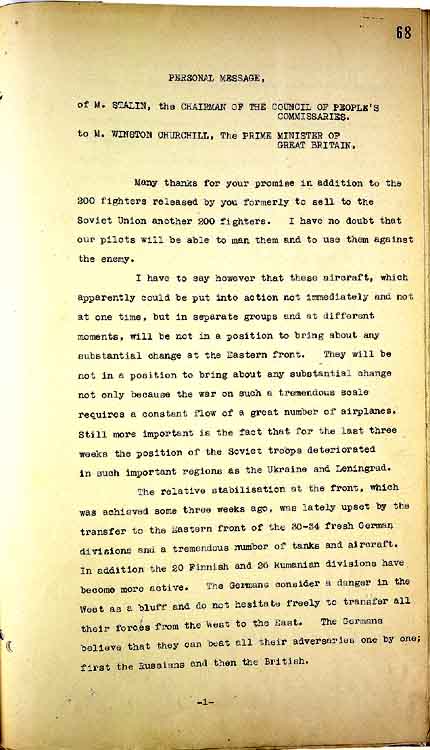 68
PERSONAL MESSAGE,
of M. STALIN, the CHAIRMAN OF THE COUNCIL OF PEOPLE'S
COMMISSARIES.
to M. WINSTON CHURCHILL, The PRIME MINISTER OF
GREAT BRITAIN.
Many thanks for your promise in addition to the
200 fighters released by you formerly to sell to the
Soviet Union another 200 fighters. I have no doubt that
our pilots will be able to man them and to use them against
the enemy.
I have to say however that these aircraft, which
apparently could be put into action not immediately and not
at one time, but in separate groups and at different
moments, will be not in a position to bring about any
substantial change at the Eastern front. They will be
not in a position to bring about any substantial change
not only because the war on such a tremendous scale
requires a constant flow of a great number of airplanes.
Still more important is the fact that for the last three
weeks the position of the Soviet troops deteriorated
in such important regions as the Ukraine and Leningrad.
The relative stabilisation at the front, which
was achieved some three weeks ago, was lately upset by the
transfer to the Eastern front of the 30-34 fresh German
divisions and a tremendous number of tanks and aircraft.
In addition the 20 Finnish and 26 Rumanian divisions have
become more active. The Germans consider a danger in the
West as a bluff and do not hesitate freely to transfer all
their forces from the West to the East. The Germans
believe that they can beat all their adversaries one by one;
first the Russians and then the British.
-1-